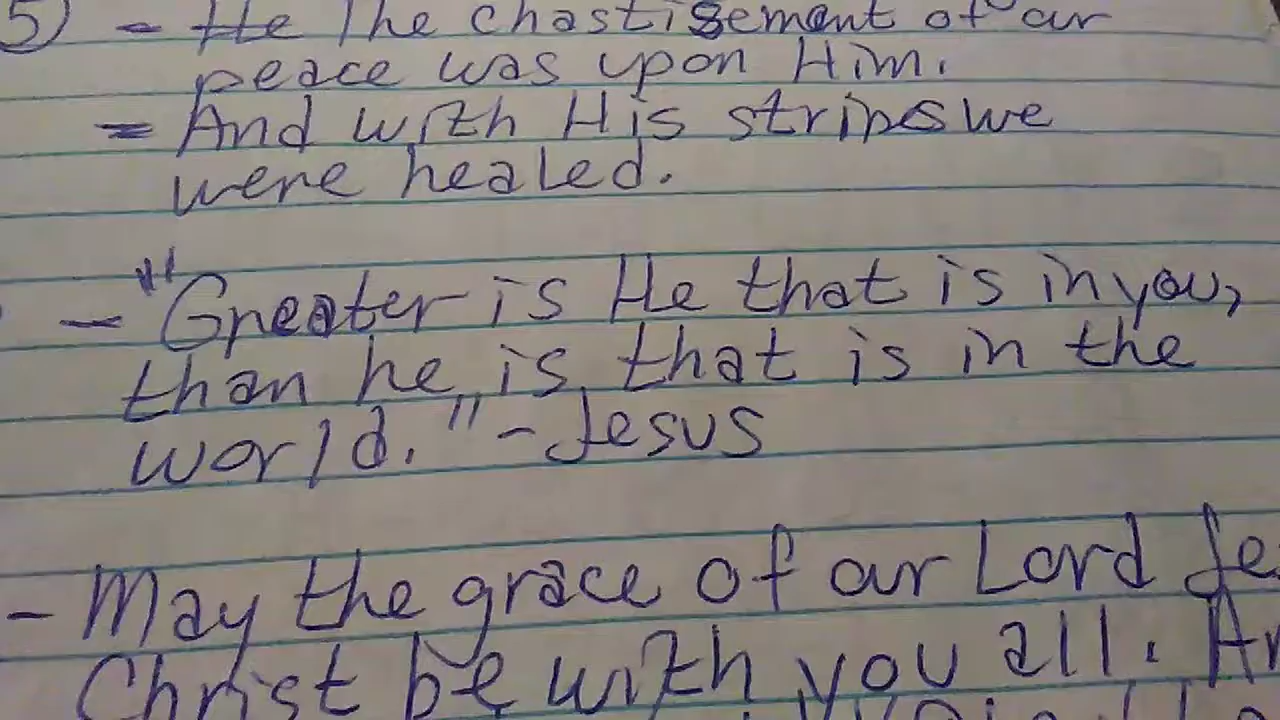 5) - He The chastisement of our
peace was upon Him.
= And with His stripes we
were healed.
- "Greater is He that is in you,
than he is that is in the
world." - Jesus
- May the grace of our Lord Je
Christ be with you all. Am